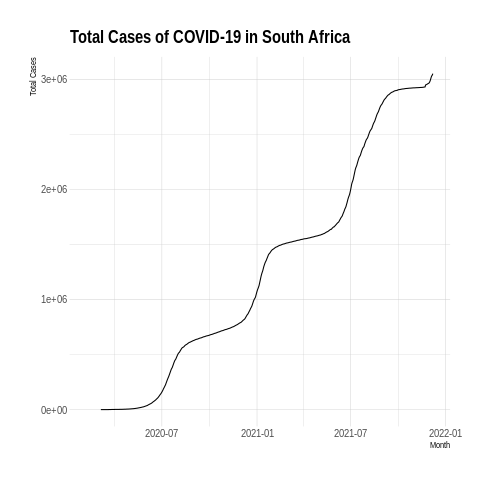 Total Cases of COVID-19 in South Africa
Total Cases
3e+06
2e+06
1e+06
0e+00
2020-07 2021-01 2021-07 2022-01
Month